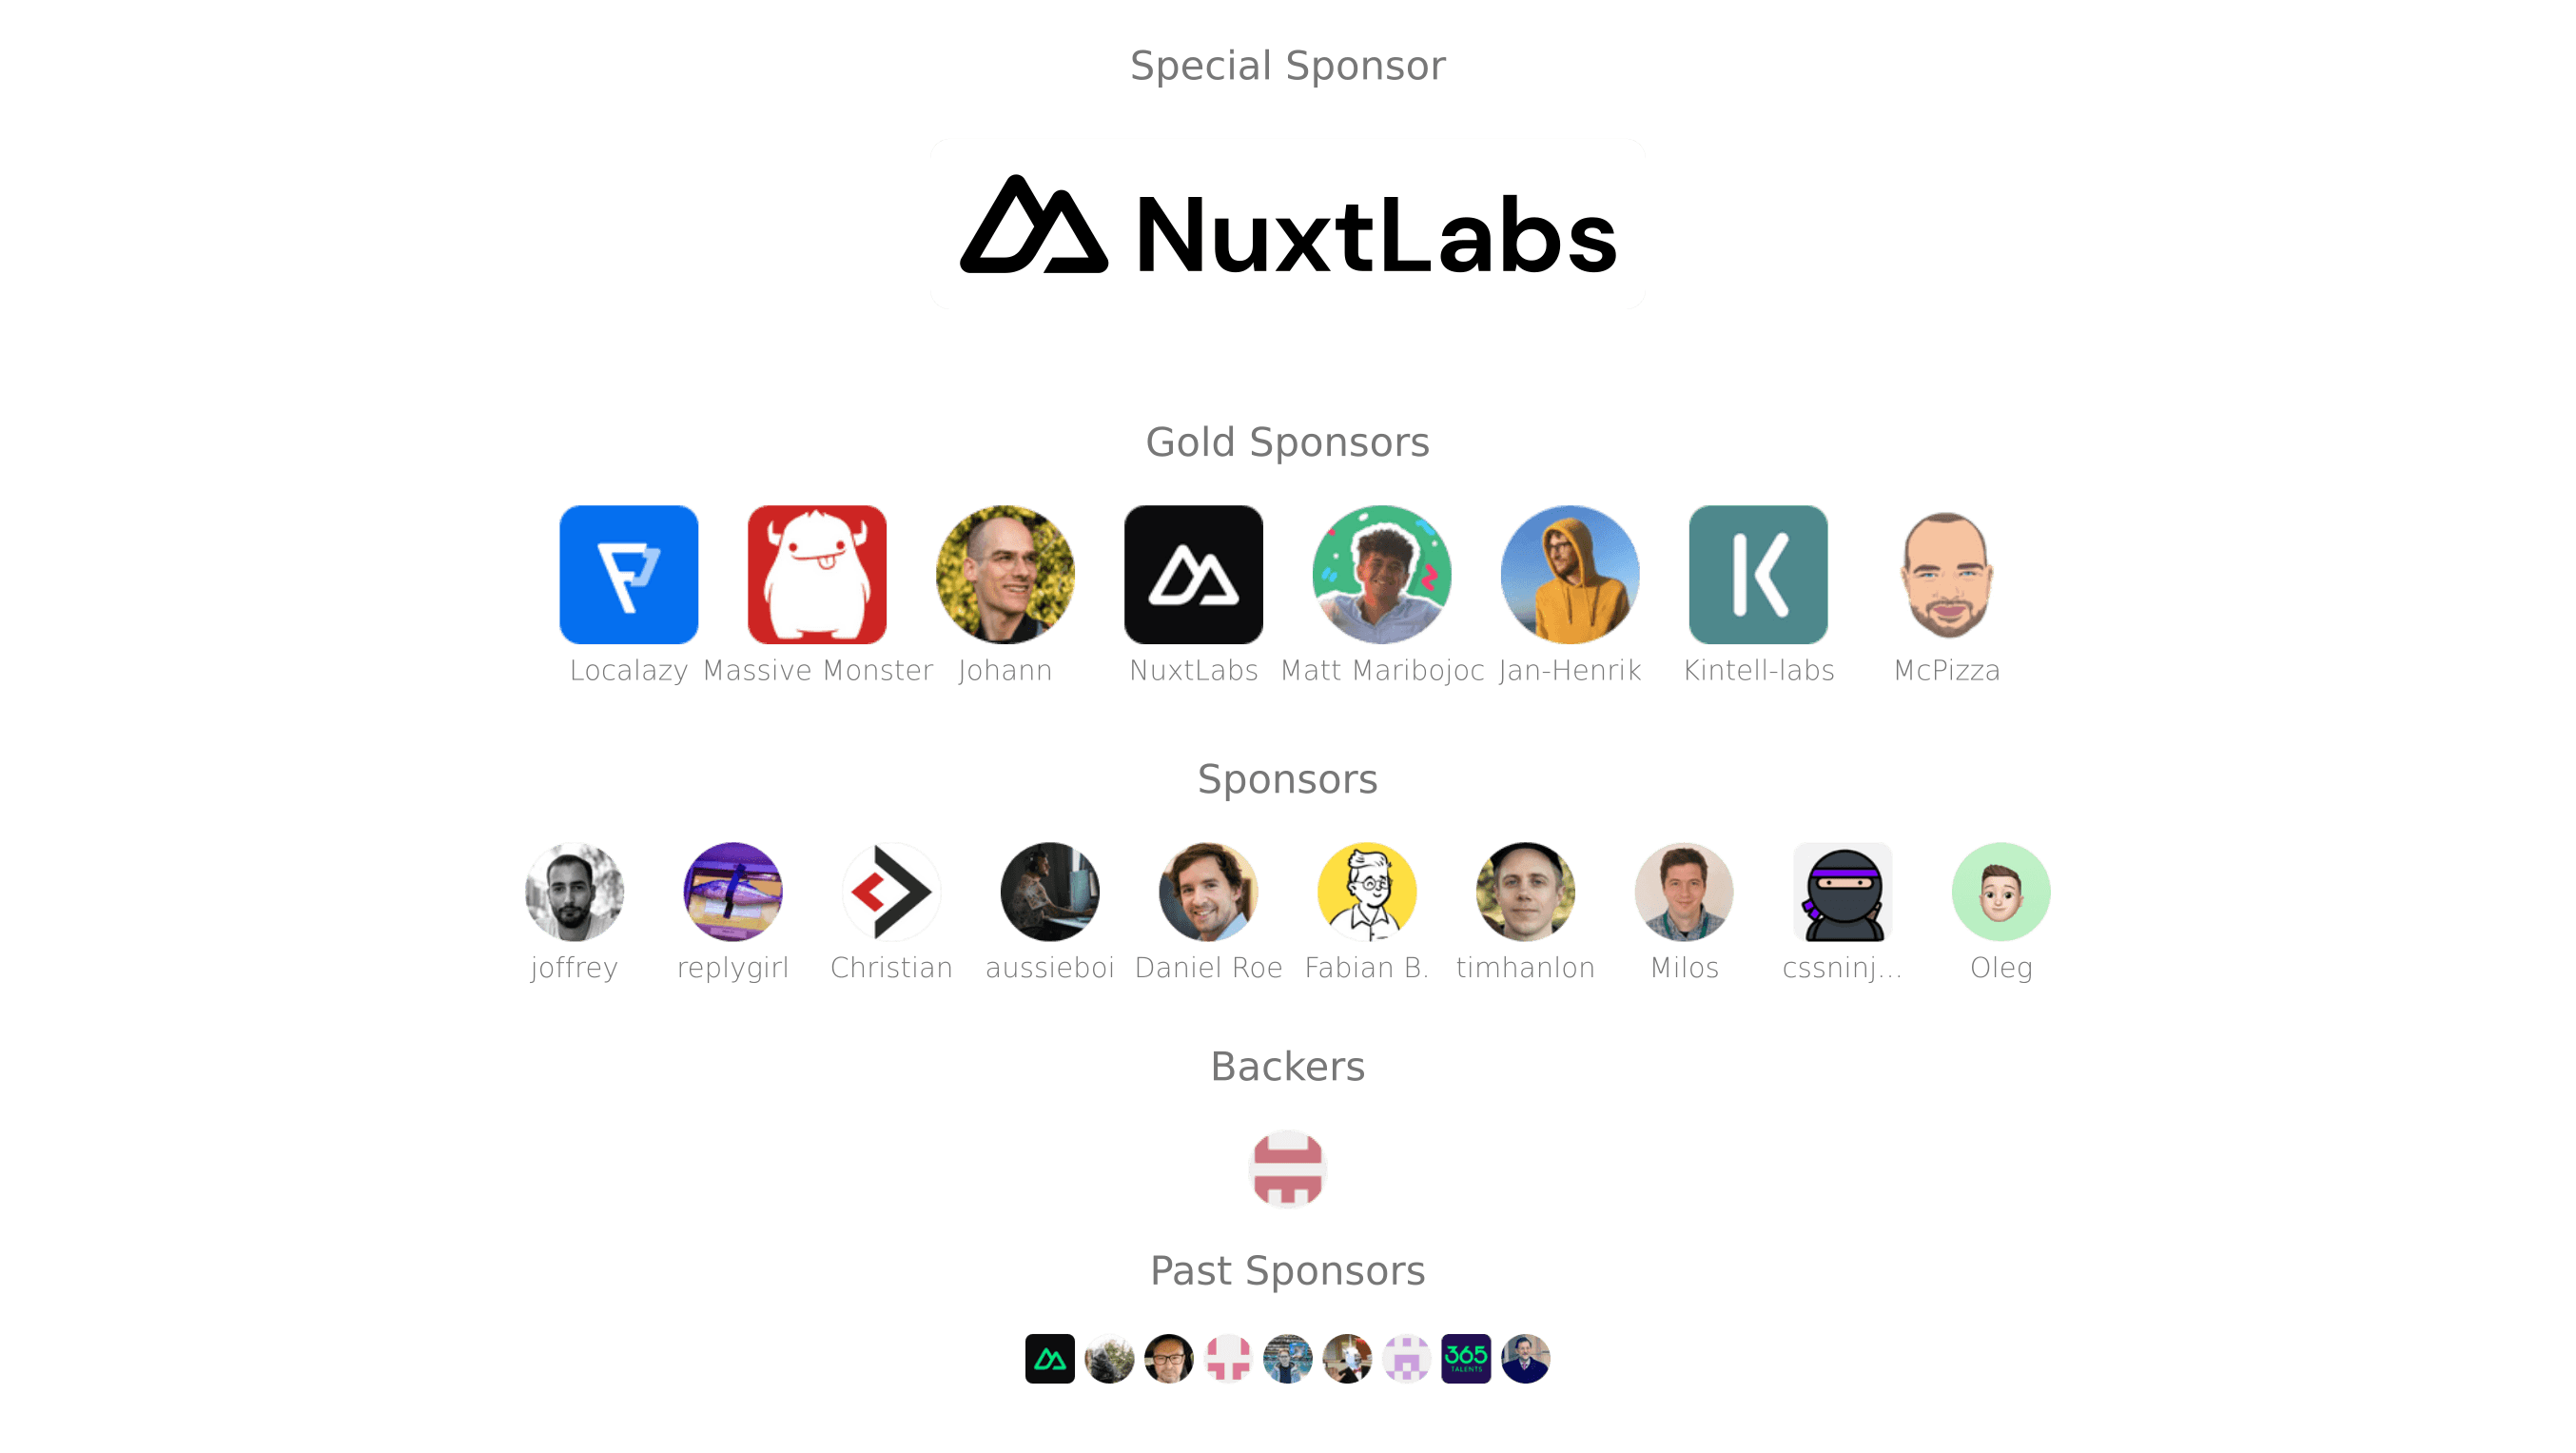 Special Sponsor
NuxtLabs
Gold Sponsors
Localazy Massive Monster Johann NuxtLabs Matt Maribojoc Jan-Henrik Kintell-labs McPizza
Sponsors
joffrey replygirl Christian aussieboi Daniel Roe Fabian B. timhanlon Milos cssninj... Oleg
Backers
Past Sponsors
365
TALENTS